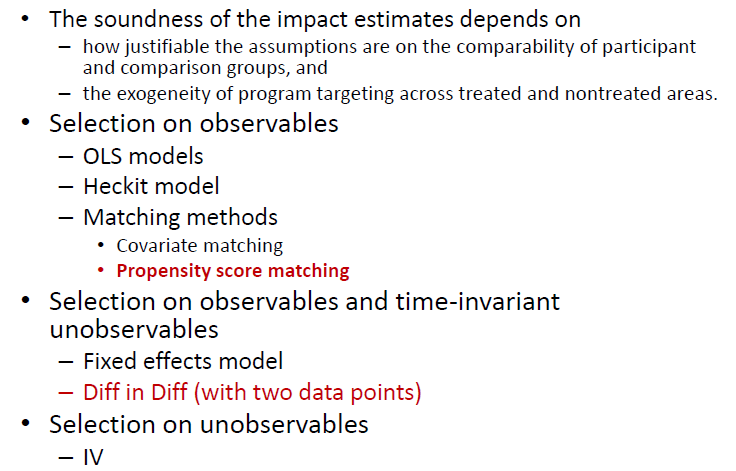 • The soundness of the impact estimates depends on
– how justifiable the assumptions are on the comparability of participant
and comparison groups, and
– the exogeneity of program targeting across treated and nontreated areas.
• Selection on observables
– OLS models
– Heckit model
– Matching methods
• Covariate matching
• Propensity score matching
• Selection on observables and time-invariant
unobservables
– Fixed effects model
– Diff in Diff (with two data points)
• Selection on unobservables
– IV